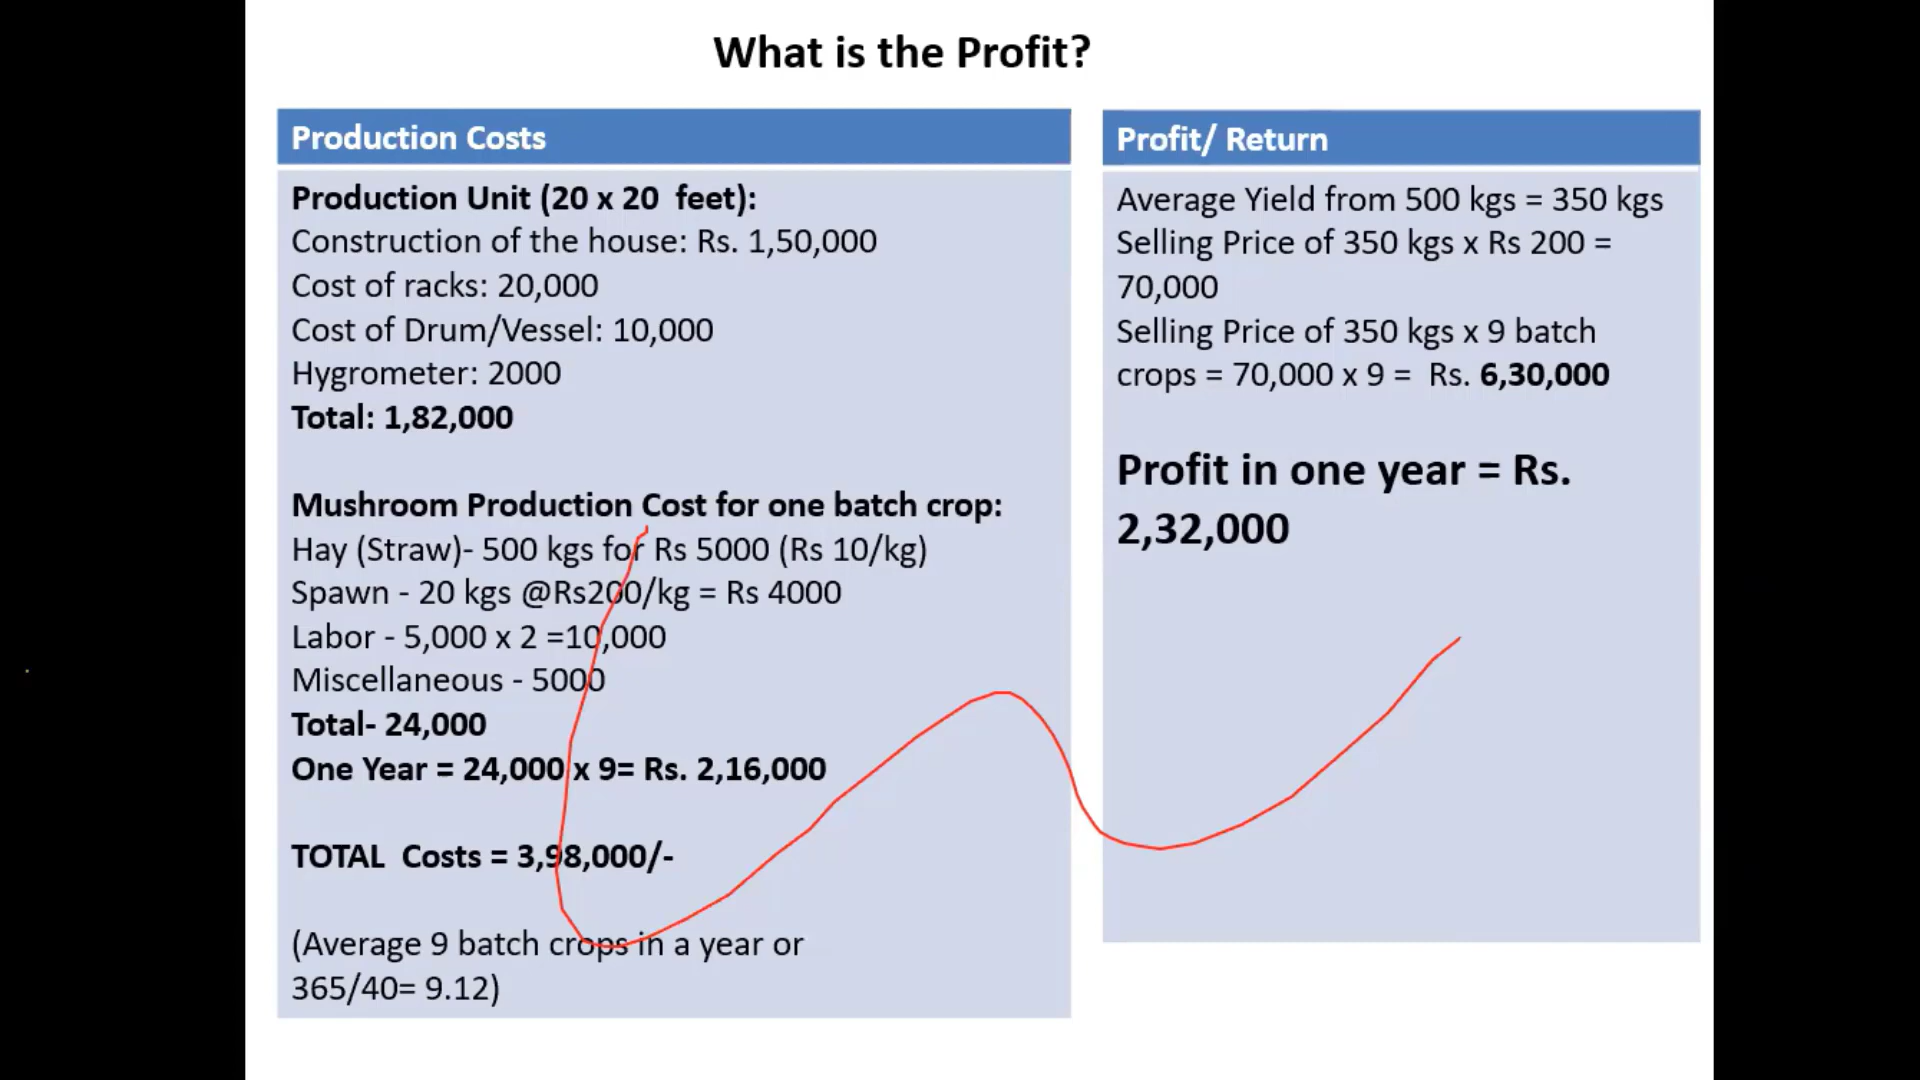 What is the Profit?
Production Costs
Production Unit (20 x 20 feet):
Construction of the house: Rs. 1,50,000
Cost of racks: 20,000
Cost of Drum/Vessel: 10,000
Hygrometer: 2000
Total: 1,82,000
Mushroom Production Cost for one batch crop:
Hay (Straw)- 500 kgs for Rs 5000 (Rs 10/kg)
Spawn - 20 kgs @Rs200/kg = Rs 4000
Labor - 5,000 x 2 =10,000
Miscellaneous - 5000
Total- 24,000
One Year = 24,000 x 9= Rs. 2,16,000
TOTAL Costs = 3,98,000/-
(Average 9 batch crops in a year or
365/40= 9.12)
Profit/ Return
Average Yield from 500 kgs = 350 kgs
Selling Price of 350 kgs x Rs 200 =
70,000
Selling Price of 350 kgs x 9 batch
crops = 70,000 x 9 = Rs. 6,30,000
Profit in one year = Rs.
2,32,000